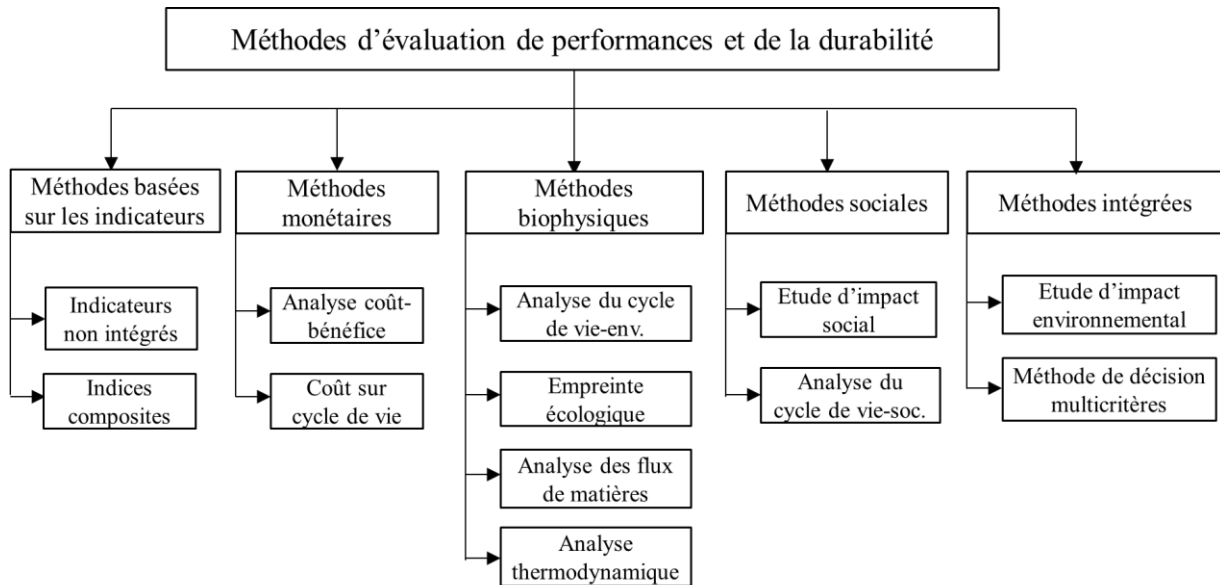 Méthodes d’évaluation de performances et de la durabilité
Méthodes basées
sur les indicateurs
Indicateurs
non intégrés
Indices
composites
Méthodes
monétaires
Analyse coût-
bénéfice
Coût sur
cycle de vie
Méthodes
biophysiques
Analyse du cycle
de vie-env.
Empreinte
écologique
Analyse des flux
de matières
Analyse
thermodynamique
Méthodes sociales
Etude d’impact
social
Analyse du
cycle de vie-soc.
Méthodes intégrées
Etude d’impact
environnemental
Méthode de décision
multicritères